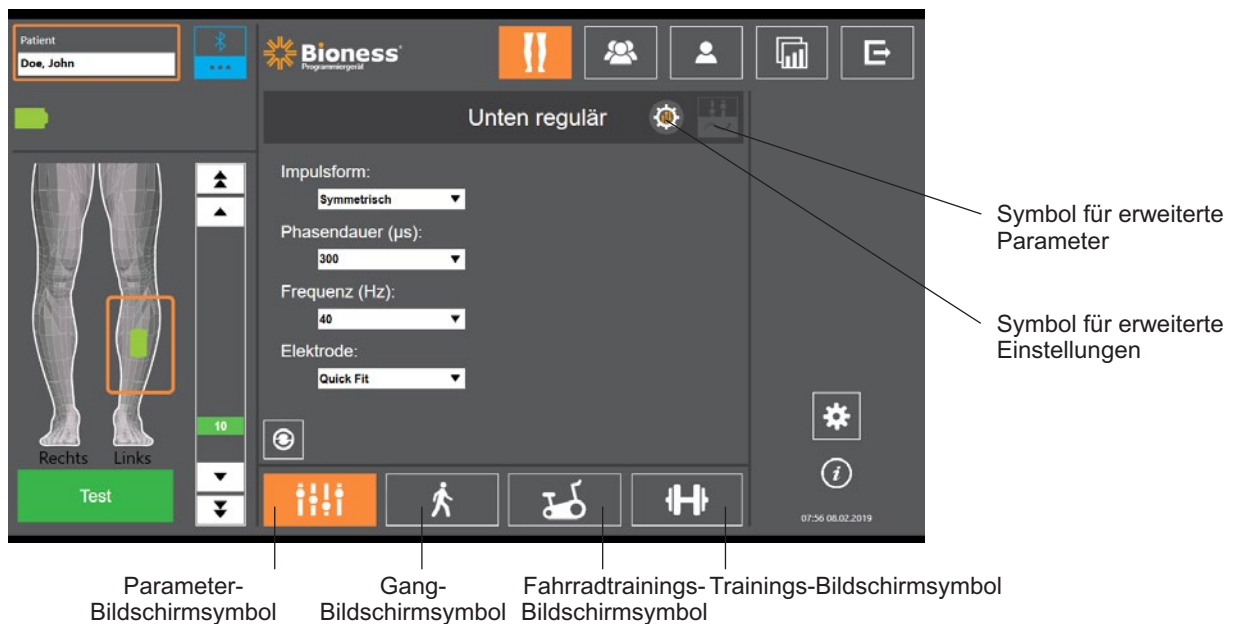 Patient
Doe, John
Bioness
Programmiergerät
Unten regulär
Impulsform:
Symmetrisch
Phasendauer (µs):
300
Frequenz (Hz):
40
Elektrode:
Quick Fit
10
Rechts Links
Test
07:56 08.02.2019
Symbol für erweiterte
Parameter
Symbol für erweiterte
Einstellungen
Parameter-
Bildschirmsymbol
Gang-
Bildschirmsymbol
Fahrradtrainings-
Bildschirmsymbol
Trainings-Bildschirmsymbol